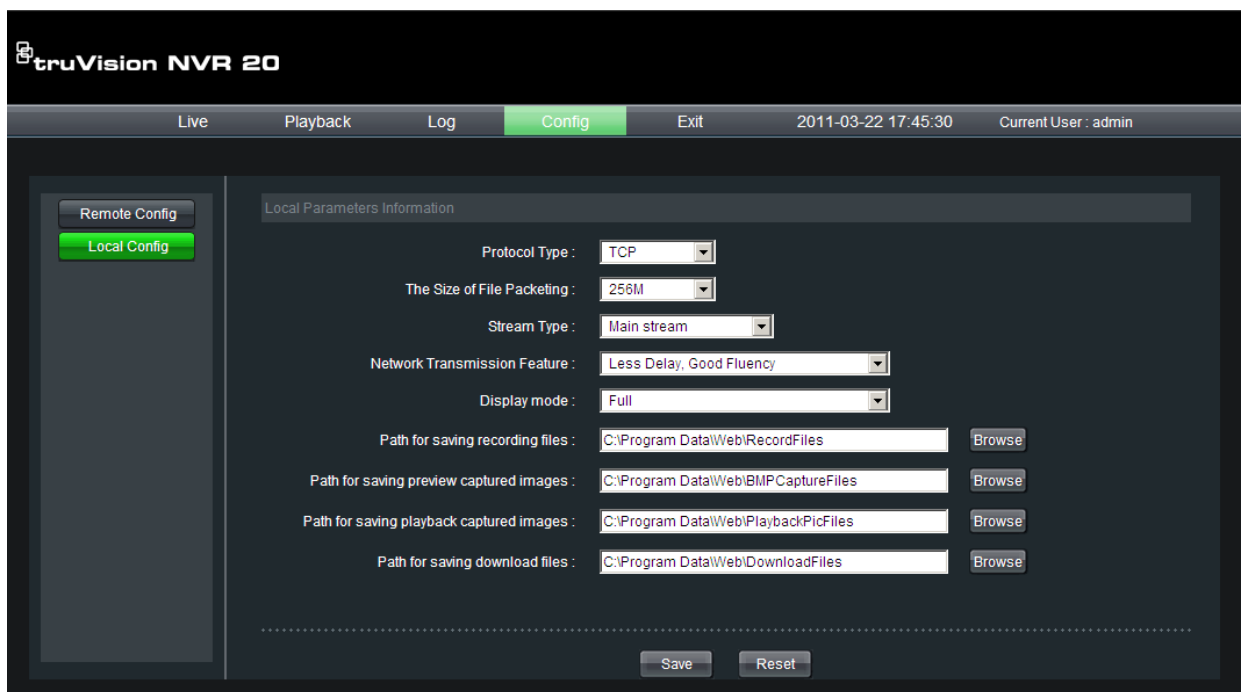 truVision NVR 20
Live Playback Log Config Exit 2011-03-22 17:45:30 Current User : admin
Remote Config
Local Config
Local Parameters Information
Protocol Type : TCP
The Size of File Packeting : 256M
Stream Type : Main stream
Network Transmission Feature : Less Delay, Good Fluency
Display mode : Full
Path for saving recording files : C:\Program Data\Web\RecordFiles Browse
Path for saving preview captured images : C:\Program Data\Web\BMPCaptureFiles Browse
Path for saving playback captured images : C:\Program Data\Web\PlaybackPicFiles Browse
Path for saving download files : C:\Program Data\Web\DownloadFiles Browse
Save Reset